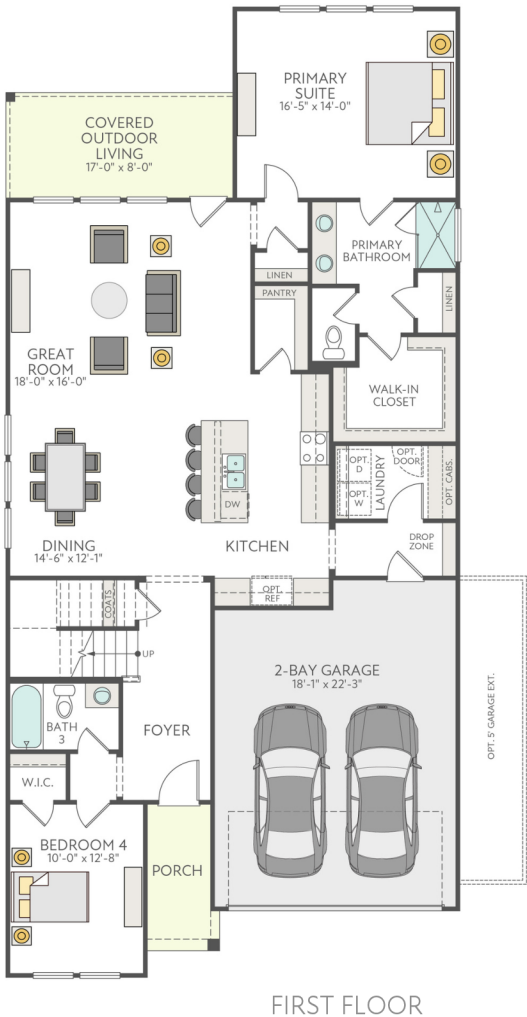 PRIMARY
SUITE
16'-5" x 14'-0"
COVERED
OUTDOOR
LIVING
17'-0" x 8'-0"
PRIMARY
BATHROOM
LINEN
PANTRY
LINEN
GREAT
ROOM
18'-0" x 16'-0"
WALK-IN
CLOSET
OPT.
D
OPT.
DOOR
LAUNDRY
OPT. CABS.
OPT.
W
DW
DINING
14'-6" x 12'-1"
KITCHEN
DROP
ZONE
OPT.
REF
COATS
UP
2-BAY GARAGE
18'-1" x 22'-3"
OPT. 5' GARAGE EXT.
BATH
3
FOYER
W.I.C.
BEDROOM 4
10'-0" x 12'-8"
PORCH
FIRST FLOOR